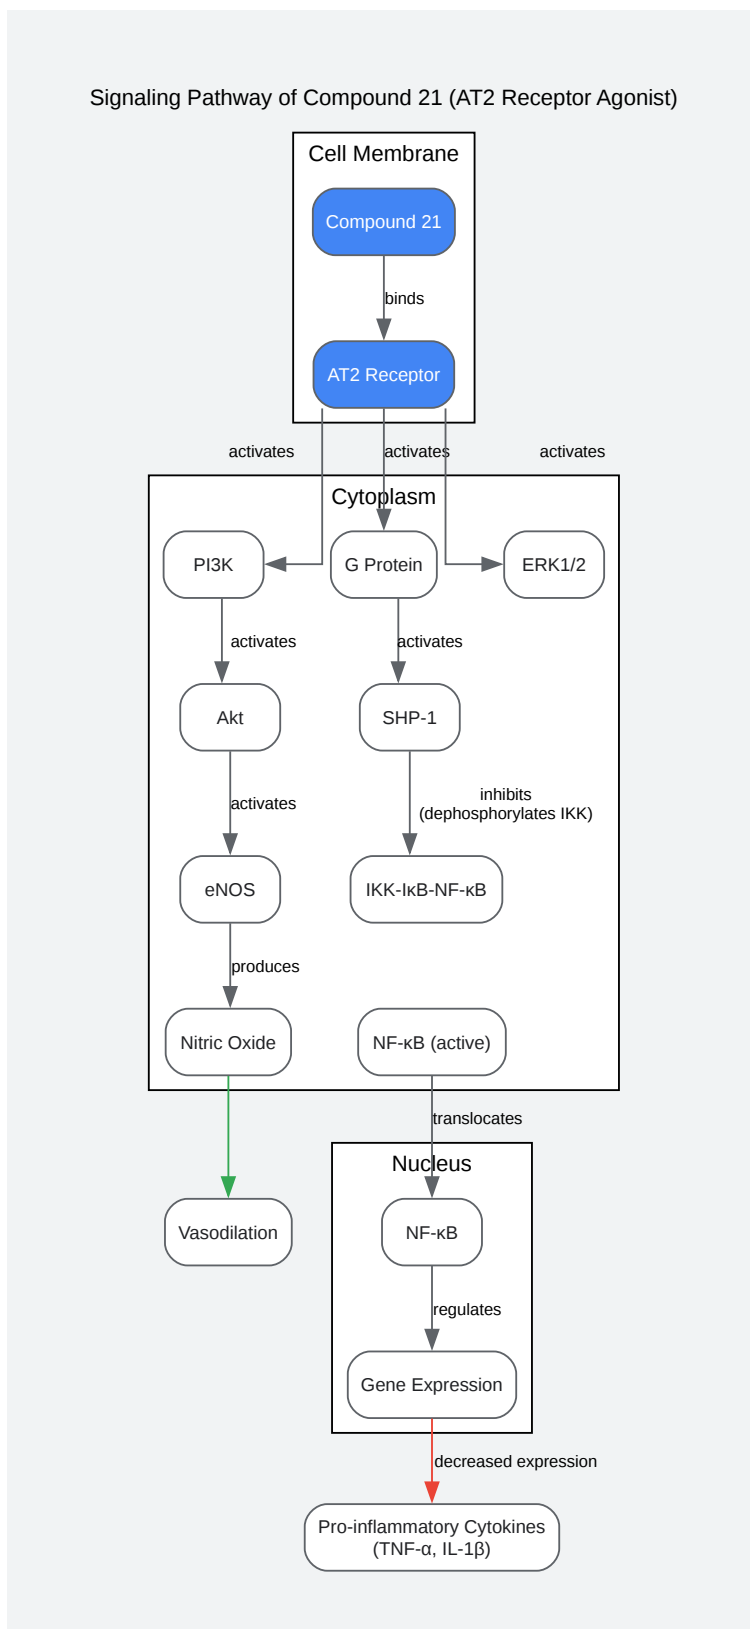 Signaling Pathway of Compound 21 (AT2 Receptor Agonist)
Cell Membrane
Compound 21
binds
AT2 Receptor
activates
activates
activates
Cytoplasm
PI3K
G Protein
ERK1/2
activates
activates
Akt
SHP-1
activates
inhibits
(dephosphorylates IKK)
eNOS
IKK-IκB-NF-κB
produces
Nitric Oxide
NF-κB (active)
translocates
Nucleus
Vasodilation
NF-κB
regulates
Gene Expression
decreased expression
Pro-inflammatory Cytokines
(TNF-α, IL-1β)